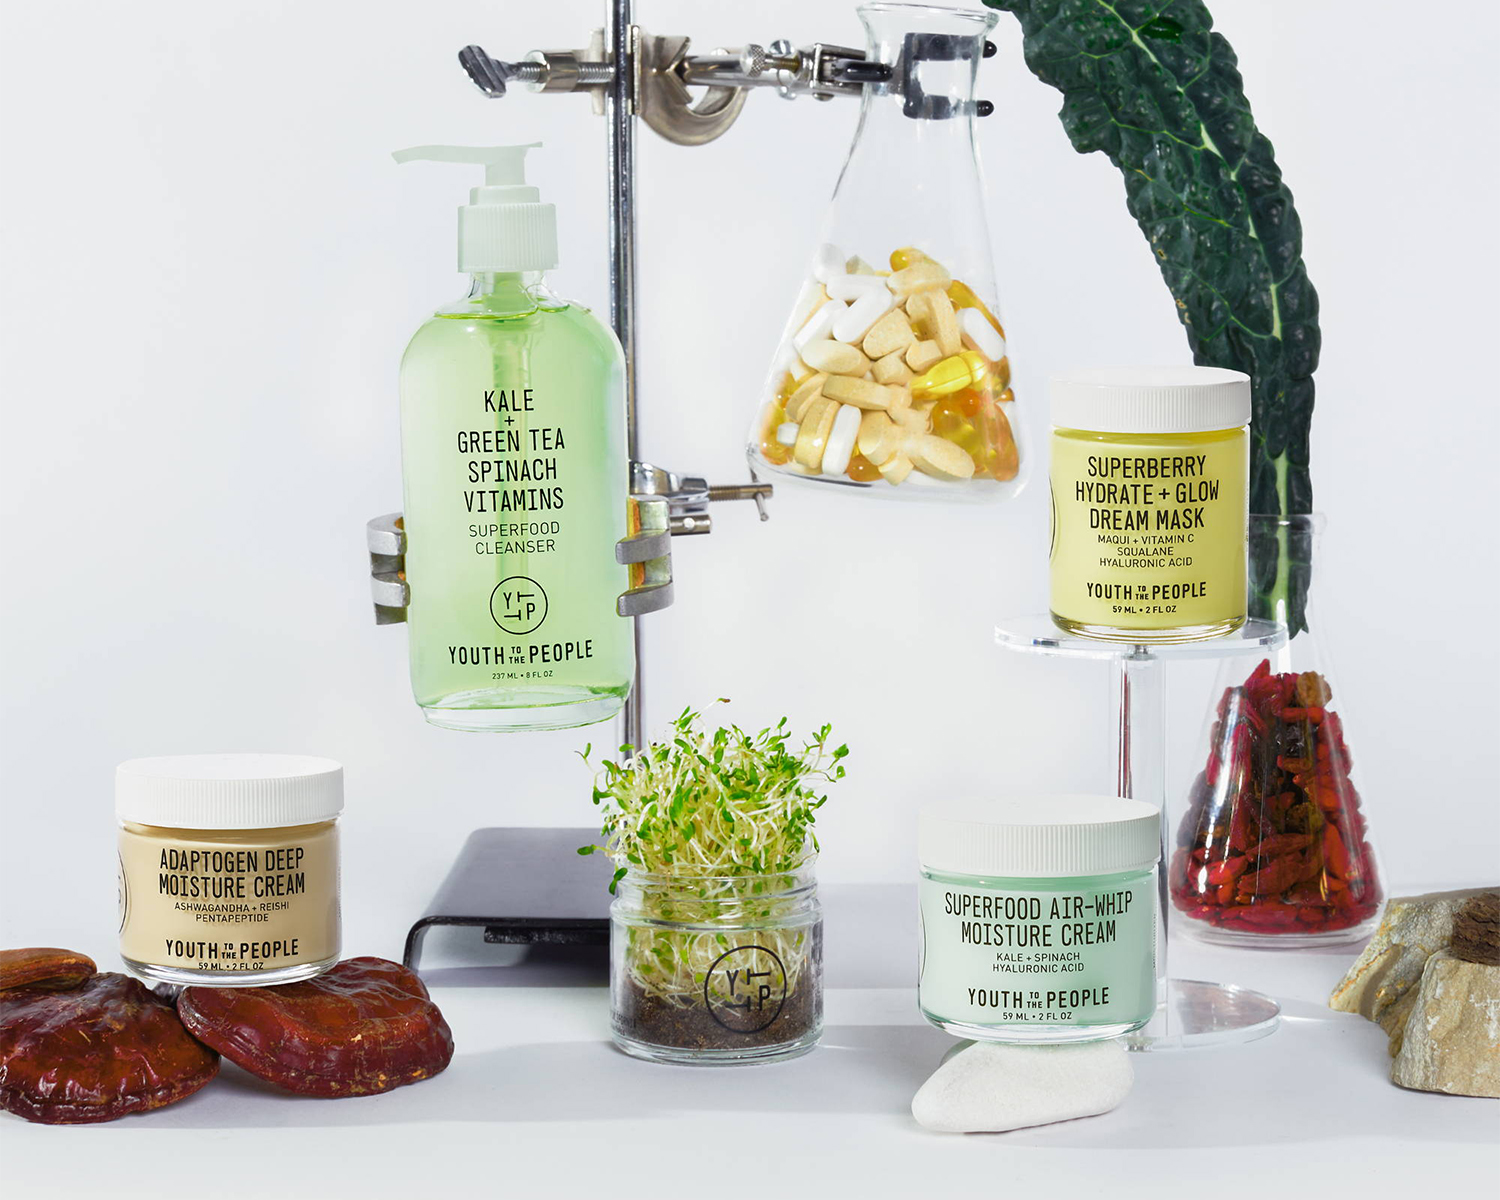 KALE
+
GREEN TEA
SPINACH
VITAMINS
SUPERFOOD
CLEANSER
Y T T P
YOUTH TO THE PEOPLE
237 ML • 8 FL OZ
SUPERBERRY
HYDRATE + GLOW
DREAM MASK
MAQUI + VITAMIN C
SQUALANE
HYALURONIC ACID
YOUTH TO THE PEOPLE
59 ML • 2 FL OZ
ADAPTOGEN DEEP
MOISTURE CREAM
ASHWAGANDHA + REISHI
PENTAPEPTIDE
YOUTH TO THE PEOPLE
59 ML • 2 FL OZ
Y T T P
SUPERFOOD AIR-WHIP
MOISTURE CREAM
KALE + SPINACH
HYALURONIC ACID
YOUTH TO THE PEOPLE
59 ML • 2 FL OZ